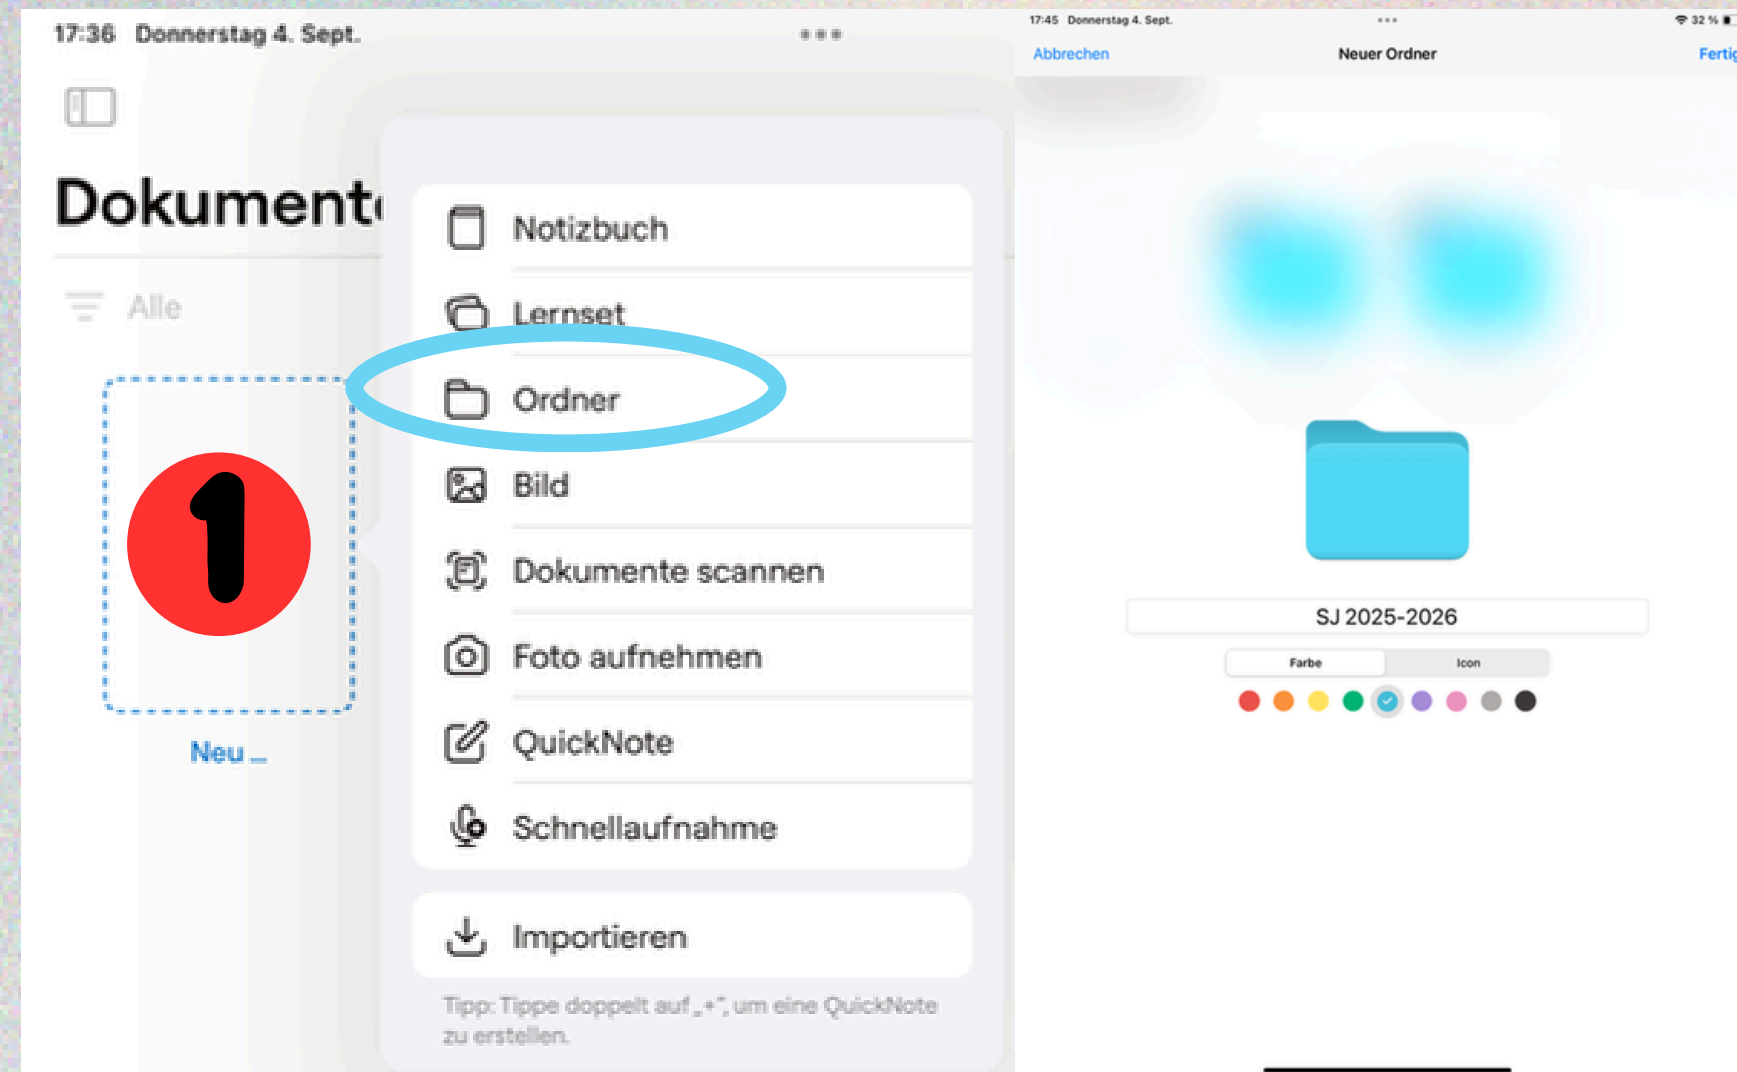 17:36 Donnerstag 4. Sept.
Dokumente
Alle
1
Neu ...
Notizbuch
Lernset
Ordner
Bild
Dokumente scannen
Foto aufnehmen
QuickNote
Schnellaufnahme
Importieren
Tipp: Tippe doppelt auf „+“, um eine QuickNote
zu erstellen.
17:45 Donnerstag 4. Sept.
32 %
Abbrechen
Neuer Ordner
Fertig
SJ 2025-2026
Farbe
Icon